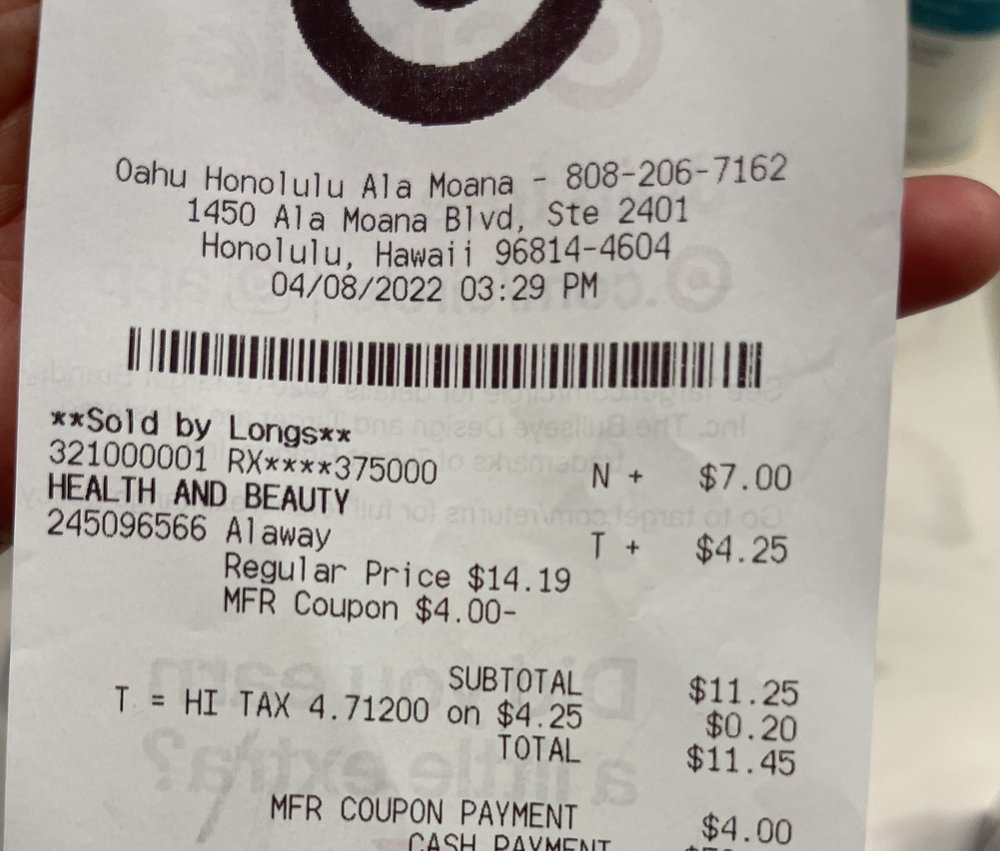 Oahu Honolulu Ala Moana - 808-206-7162
1450 Ala Moana Blvd, Ste 2401
Honolulu, Hawaii 96814-4604
04/08/2022 03:29 PM
**Sold by Longs**
321000001 RX****375000 N + $7.00
HEALTH AND BEAUTY
245096566 Alaway T + $4.25
Regular Price $14.19
MFR Coupon $4.00-
SUBTOTAL $11.25
T = HI TAX 4.71200 on $4.25 $0.20
TOTAL $11.45
MFR COUPON PAYMENT $4.00
CASH PAYMENT